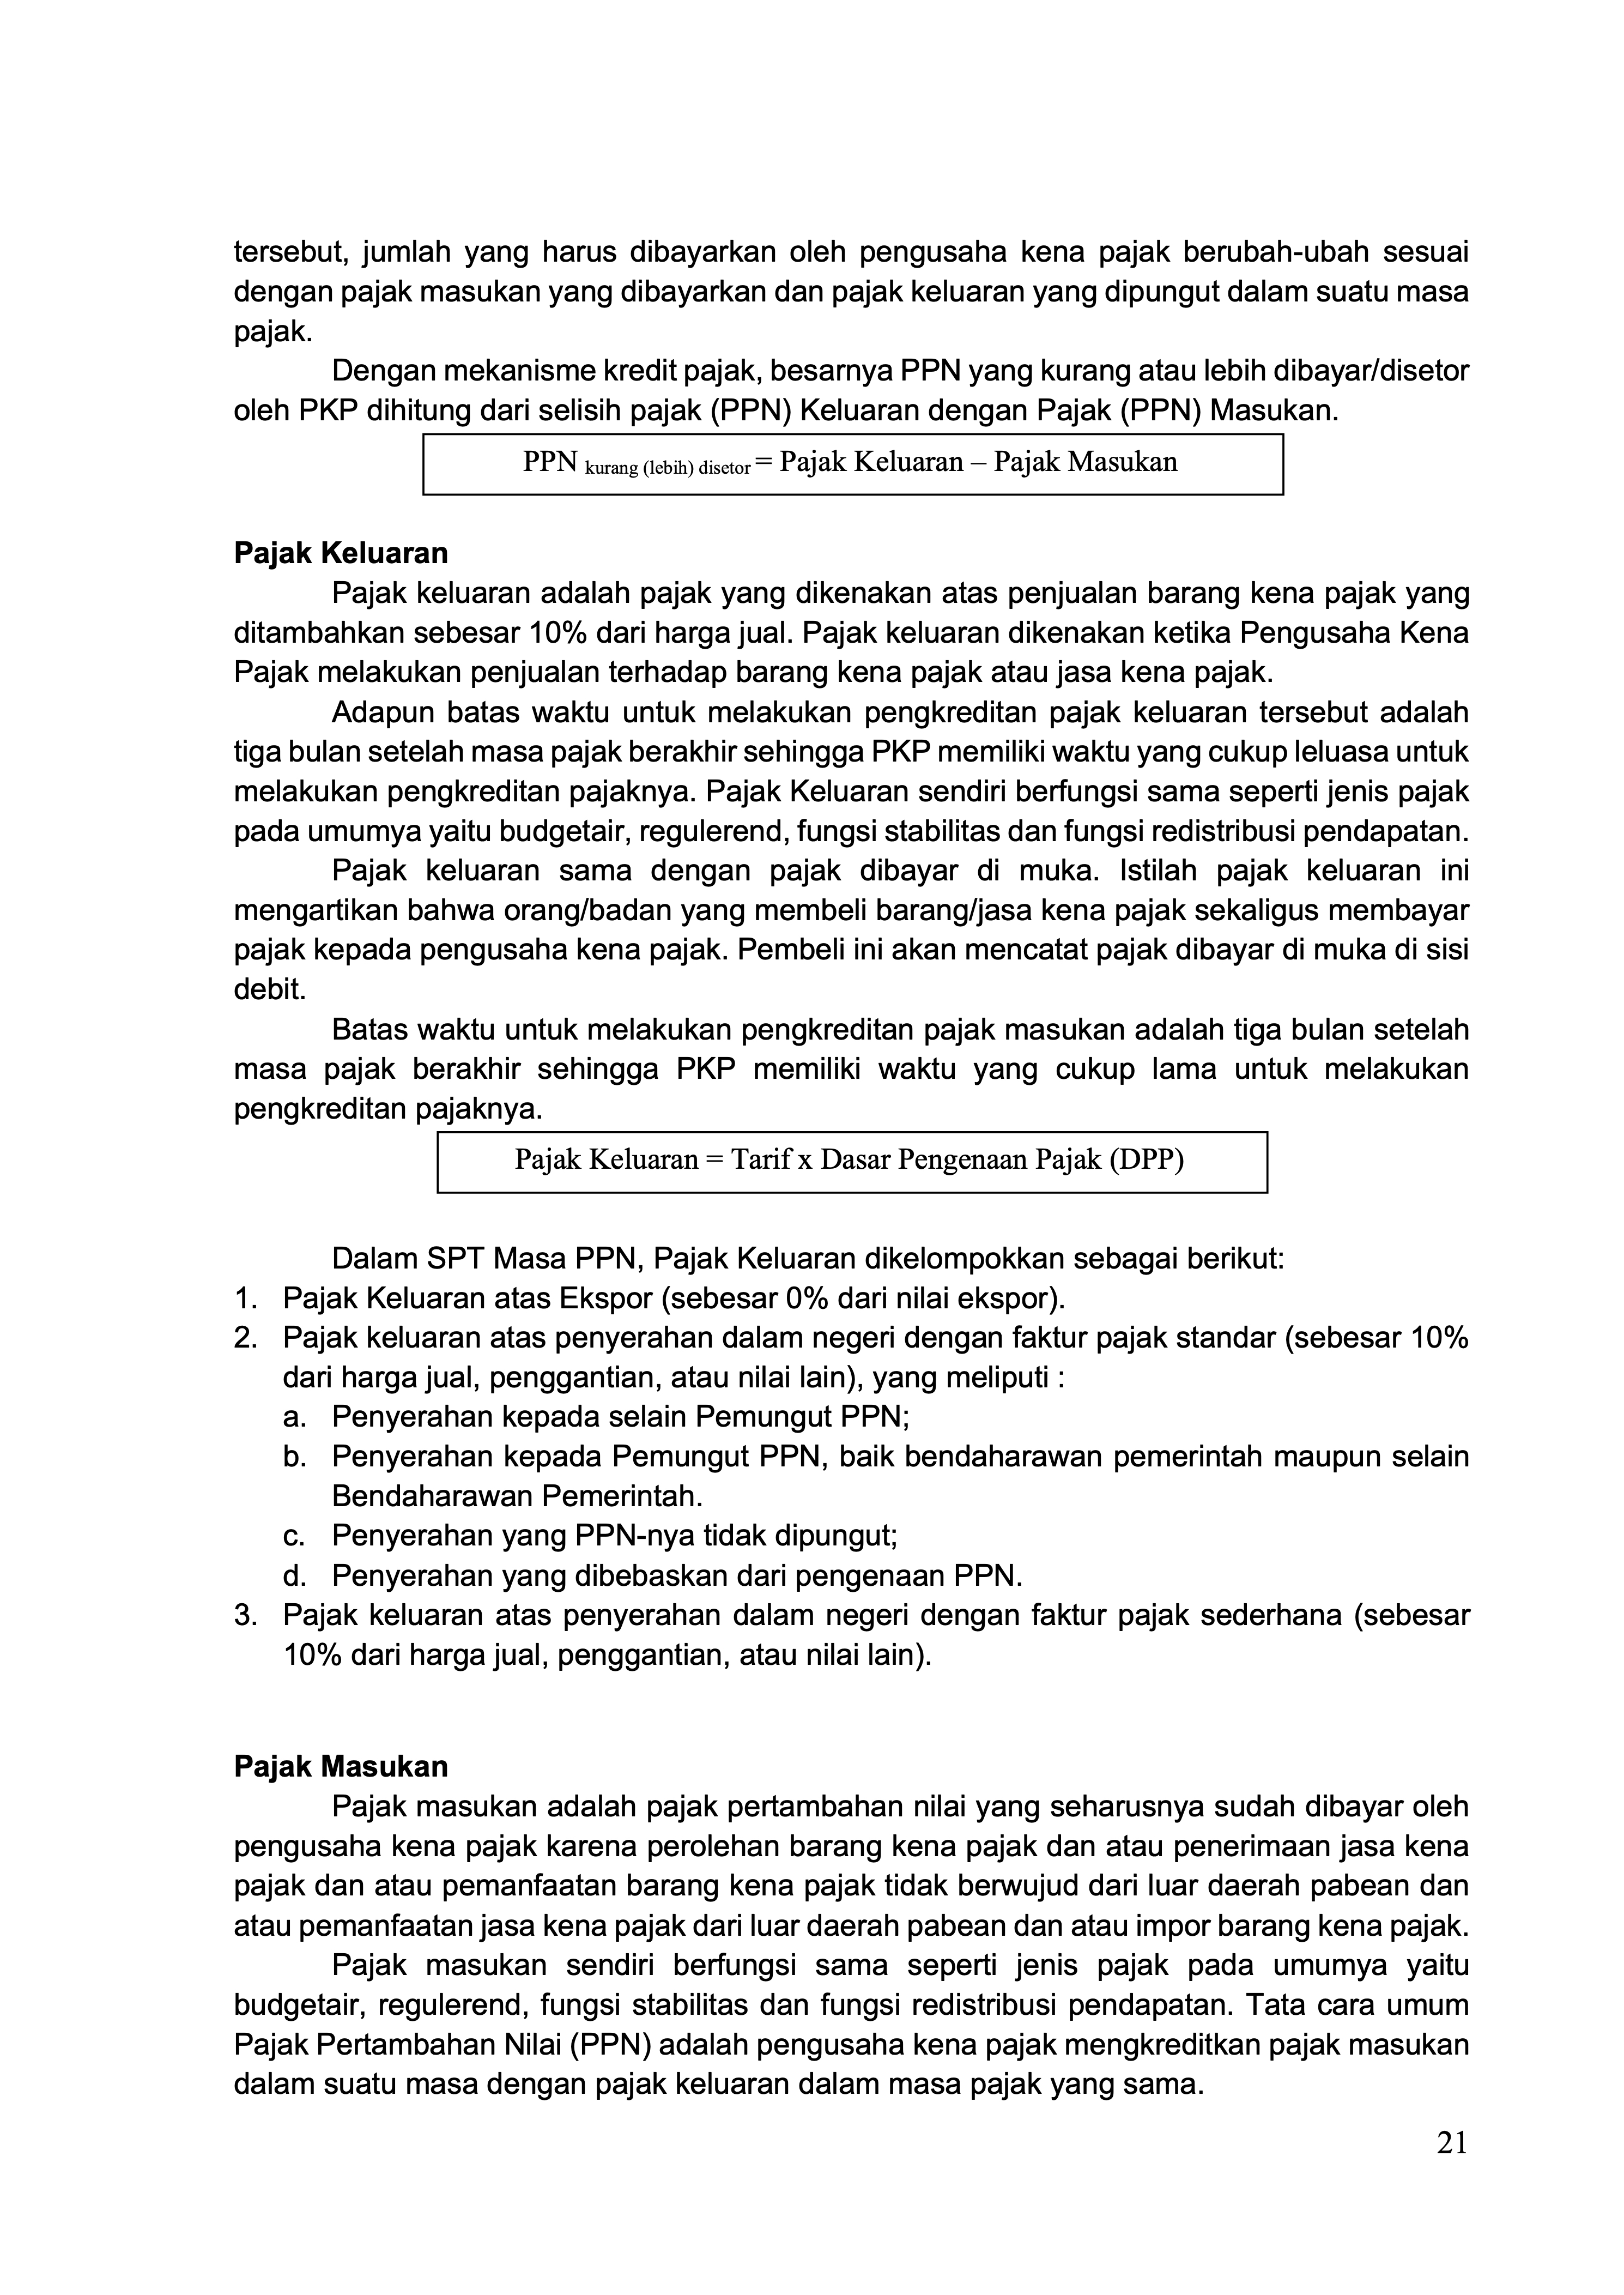 tersebut, jumlah yang harus dibayarkan oleh pengusaha kena pajak berubah-ubah sesuai
dengan pajak masukan yang dibayarkan dan pajak keluaran yang dipungut dalam suatu masa
pajak.
Dengan mekanisme kredit pajak, besarnya PPN yang kurang atau lebih dibayar/disetor
oleh PKP dihitung dari selisih pajak (PPN) Keluaran dengan Pajak (PPN) Masukan.
PPN kurang (lebih) disetor = Pajak Keluaran – Pajak Masukan
Pajak Keluaran
Pajak keluaran adalah pajak yang dikenakan atas penjualan barang kena pajak yang
ditambahkan sebesar 10% dari harga jual. Pajak keluaran dikenakan ketika Pengusaha Kena
Pajak melakukan penjualan terhadap barang kena pajak atau jasa kena pajak.
Adapun batas waktu untuk melakukan pengkreditan pajak keluaran tersebut adalah
tiga bulan setelah masa pajak berakhir sehingga PKP memiliki waktu yang cukup leluasa untuk
melakukan pengkreditan pajaknya. Pajak Keluaran sendiri berfungsi sama seperti jenis pajak
pada umumya yaitu budgetair, regulerend, fungsi stabilitas dan fungsi redistribusi pendapatan.
Pajak keluaran sama dengan pajak dibayar di muka. Istilah pajak keluaran ini
mengartikan bahwa orang/badan yang membeli barang/jasa kena pajak sekaligus membayar
pajak kepada pengusaha kena pajak. Pembeli ini akan mencatat pajak dibayar di muka di sisi
debit.
Batas waktu untuk melakukan pengkreditan pajak masukan adalah tiga bulan setelah
masa pajak berakhir sehingga PKP memiliki waktu yang cukup lama untuk melakukan
pengkreditan pajaknya.
Pajak Keluaran = Tarif x Dasar Pengenaan Pajak (DPP)
Dalam SPT Masa PPN, Pajak Keluaran dikelompokkan sebagai berikut:
1. Pajak Keluaran atas Ekspor (sebesar 0% dari nilai ekspor).
2. Pajak keluaran atas penyerahan dalam negeri dengan faktur pajak standar (sebesar 10%
dari harga jual, penggantian, atau nilai lain), yang meliputi :
a. Penyerahan kepada selain Pemungut PPN;
b. Penyerahan kepada Pemungut PPN, baik bendaharawan pemerintah maupun selain
Bendaharawan Pemerintah.
c. Penyerahan yang PPN-nya tidak dipungut;
d. Penyerahan yang dibebaskan dari pengenaan PPN.
3. Pajak keluaran atas penyerahan dalam negeri dengan faktur pajak sederhana (sebesar
10% dari harga jual, penggantian, atau nilai lain).
Pajak Masukan
Pajak masukan adalah pajak pertambahan nilai yang seharusnya sudah dibayar oleh
pengusaha kena pajak karena perolehan barang kena pajak dan atau penerimaan jasa kena
pajak dan atau pemanfaatan barang kena pajak tidak berwujud dari luar daerah pabean dan
atau pemanfaatan jasa kena pajak dari luar daerah pabean dan atau impor barang kena pajak.
Pajak masukan sendiri berfungsi sama seperti jenis pajak pada umumya yaitu
budgetair, regulerend, fungsi stabilitas dan fungsi redistribusi pendapatan. Tata cara umum
Pajak Pertambahan Nilai (PPN) adalah pengusaha kena pajak mengkreditkan pajak masukan
dalam suatu masa dengan pajak keluaran dalam masa pajak yang sama.
21